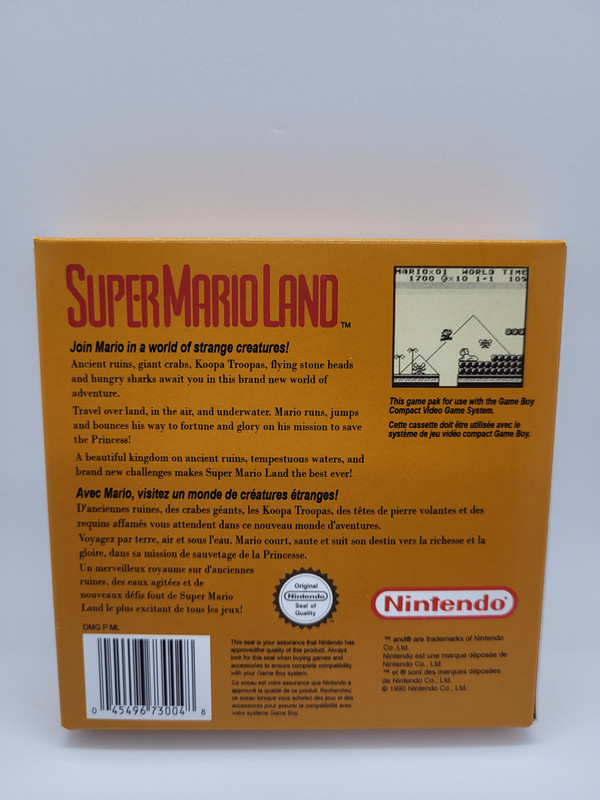 SUPER MARIO LAND™
Join Mario in a world of strange creatures!
Ancient ruins, giant crabs, Koopa Troopas, flying stone heads
and hungry sharks await you in this brand new world of
adventure.
Travel over land, in the air, and underwater. Mario runs, jumps
and bounces his way to fortune and glory on his mission to save
the Princess!
A beautiful kingdom on ancient ruins, tempestuous waters, and
brand new challenges makes Super Mario Land the best ever!
MARIO×01 WORLD TIME
1700 ×10 1-1 105
This game pak for use with the Game Boy
Compact Video Game System.
Cette cassette doit être utilisée avec le
système de jeu vidéo compact Game Boy.
Avec Mario, visitez un monde de créatures étranges!
D'anciennes ruines, des crabes géants, les Koopa Troopas, des têtes de pierre volantes et des
requins affamés vous attendent dans ce nouveau monde d'aventures.
Voyagez par terre, air et sous l'eau. Mario court, saute et suit son destin vers la richesse et la
gloire, dans sa mission de sauvetage de la Princesse.
Un merveilleux royaume sur d'anciennes
ruines, des eaux agitées et de
nouveaux défis font de Super Mario
Land le plus excitant de tous les jeux!
DMG P ML
0 45496 73004 8
Original
Nintendo
Seal of
Quality
This seal is your assurance that Nintendo has
approvedthe quality of this product. Always
look for this seal when buying games and
accessories to ensure complete compatibility
with your Game Boy system.
Ce sceau est votre assurance que Nintendo a
approuvé la qualité de ce produit. Recherchez
ce sceau lorsque vous achetez des jeux et des
accessoires pour assurer la compatibilité avec
votre système Game Boy.
Nintendo®
™ and® are trademarks of Nintendo
Co., Ltd.
Nintendo est une marque déposée de
Nintendo Co., Ltd.
™ et ® sont des marques déposées
de Nintendo Co., Ltd.
© 1990 Nintendo Co., Ltd.